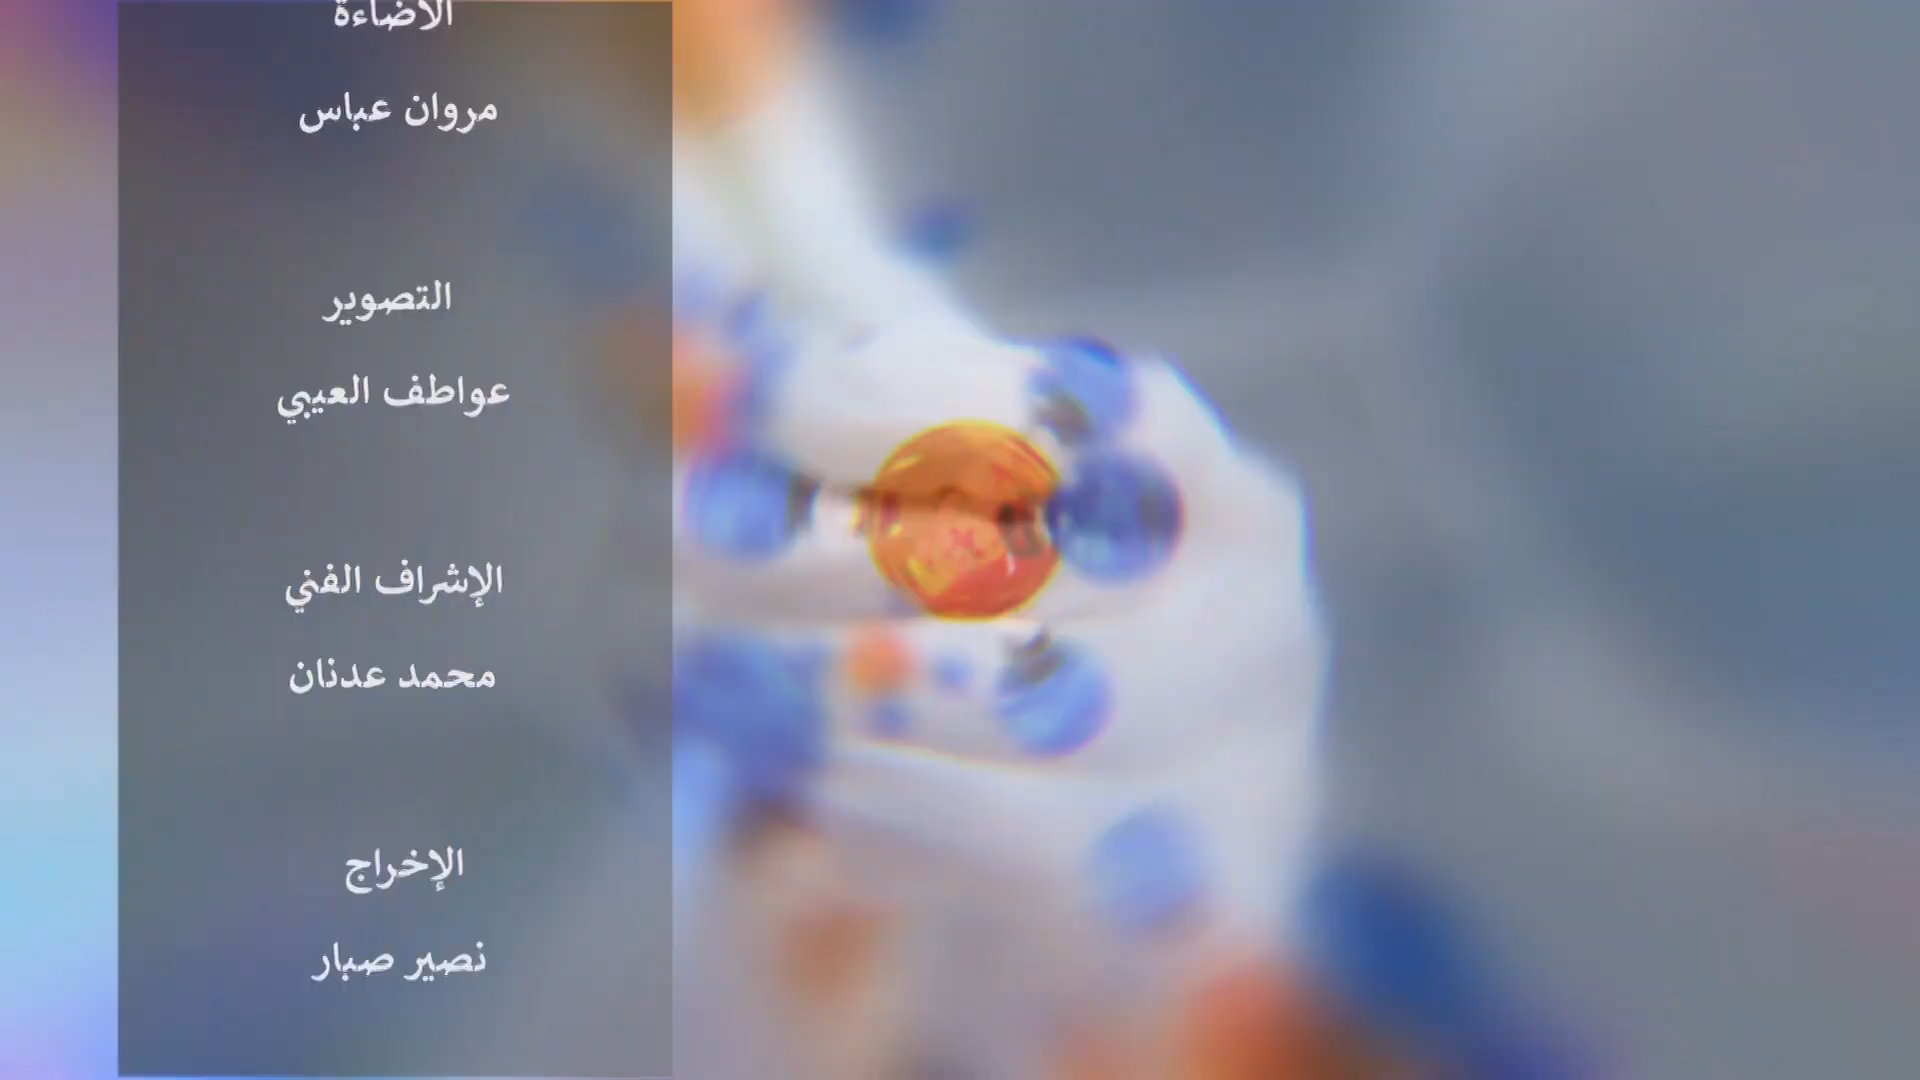 الاضاءة
مروان عباس
التصوير
عواطف العيبي
الإشراف الفني
محمد عدنان
الإخراج
نصير صبار